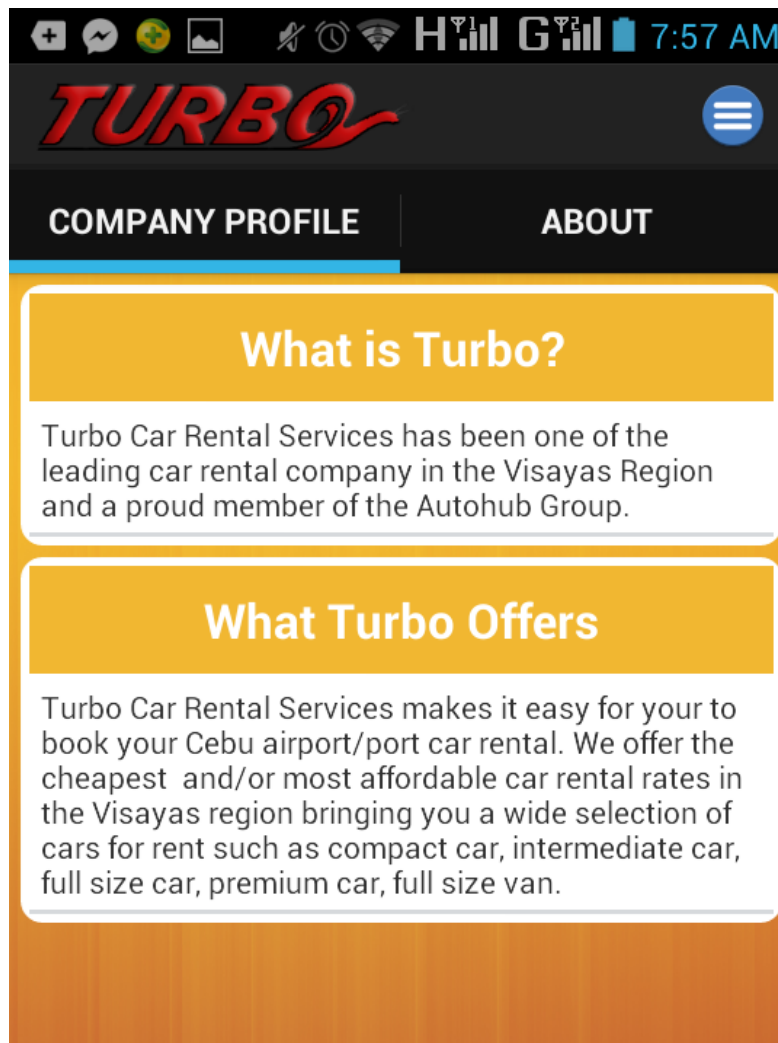 H 1 G 2 7:57 AM
TURBO
COMPANY PROFILE ABOUT
What is Turbo?
Turbo Car Rental Services has been one of the
leading car rental company in the Visayas Region
and a proud member of the Autohub Group.
What Turbo Offers
Turbo Car Rental Services makes it easy for your to
book your Cebu airport/port car rental. We offer the
cheapest  and/or most affordable car rental rates in
the Visayas region bringing you a wide selection of
cars for rent such as compact car, intermediate car,
full size car, premium car, full size van.